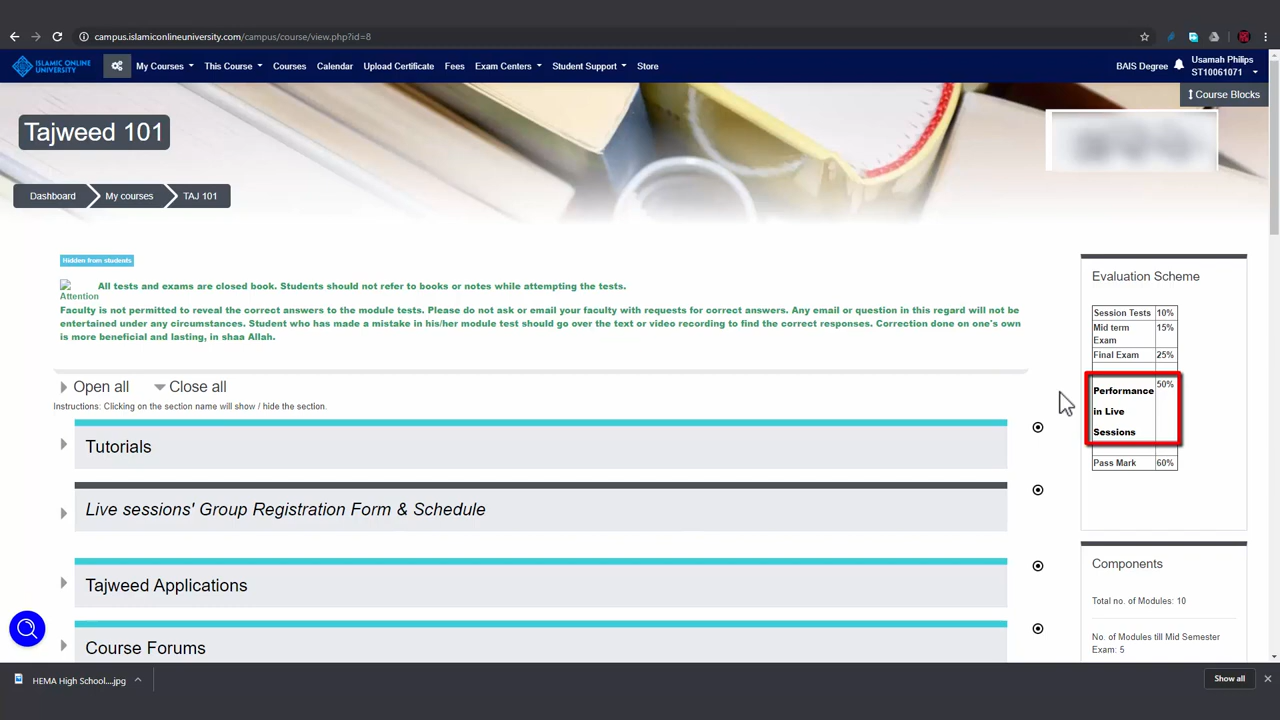 campus.islamiconlineuniversity.com/campus/course/view.php?id=8
ISLAMIC ONLINE
UNIVERSITY
My Courses
This Course
Courses
Calendar
Upload Certificate
Fees
Exam Centers
Student Support
Store
BAIS Degree
Usamah Philips
ST10061071
Course Blocks
Tajweed 101
Dashboard
My courses
TAJ 101
Hidden from students
Attention
All tests and exams are closed book. Students should not refer to books or notes while attempting the tests.
Faculty is not permitted to reveal the correct answers to the module tests. Please do not ask or email your faculty with requests for correct answers. Any email or question in this regard will not be
entertained under any circumstances. Student who has made a mistake in his/her module test should go over the text or video recording to find the correct responses. Correction done on one's own
is more beneficial and lasting, in shaa Allah.
Open all
Close all
Instructions: Clicking on the section name will show / hide the section.
Tutorials
Live sessions' Group Registration Form & Schedule
Tajweed Applications
Course Forums
Evaluation Scheme
Session Tests 10%
Mid term 15%
Exam
Final Exam 25%
50%
Performance
in Live
Sessions
Pass Mark 60%
Components
Total no. of Modules: 10
No. of Modules till Mid Semester
Exam: 5
HEMA High School....jpg
Show all